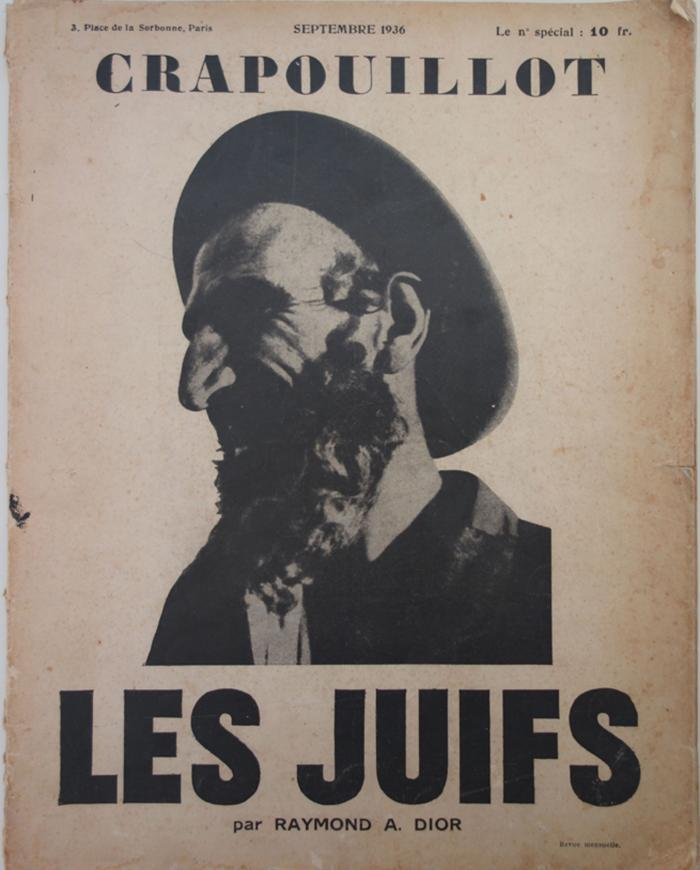 3, Place de la Sorbonne, Paris SEPTEMBRE 1936 Le n° spécial : 10 fr.
CRAPOUILLOT
LES JUIFS
par RAYMOND A. DIOR
Revue mensuelle.